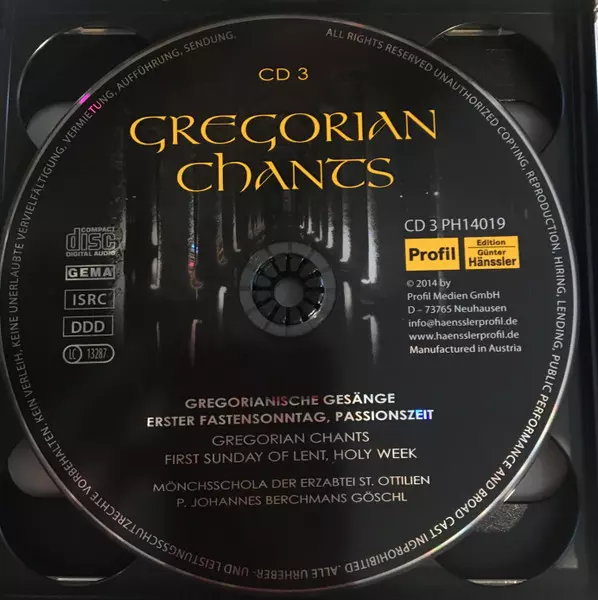 CD 3
GREGORIAN
CHANTS
COMPACT
disc
DIGITAL AUDIO
GEMA
ISRC
DDD
LC 13287
CD 3 PH14019
Profil
Edition
Günter
Hänssler
© 2014 by
Profil Medien GmbH
D – 73765 Neuhausen
info@haensslerprofil.de
www.haensslerprofil.de
Manufactured in Austria
GREGORIANISCHE GESÄNGE
ERSTER FASTENSONNTAG, PASSIONSZEIT
GREGORIAN CHANTS
FIRST SUNDAY OF LENT, HOLY WEEK
MÖNCHSSCHOLA DER ERZABTEI ST. OTTILIEN
P. JOHANNES BERCHMANS GÖSCHL
ALL RIGHTS RESERVED UNAUTHORIZED COPYING, REPRODUCTION, HIRING, LENDING, PUBLIC PERFORMANCE AND BROAD CASTINGPROHIBITED. ALLE URHEBER- UND LEISTUNGSSCHUTZRECHTE VORBEHALTEN. KEIN VERLEIH, KEINE UNERLAUBTE VERVIELFÄLTIGUNG, VERMIETUNG, AUFFÜHRUNG, SENDUNG.